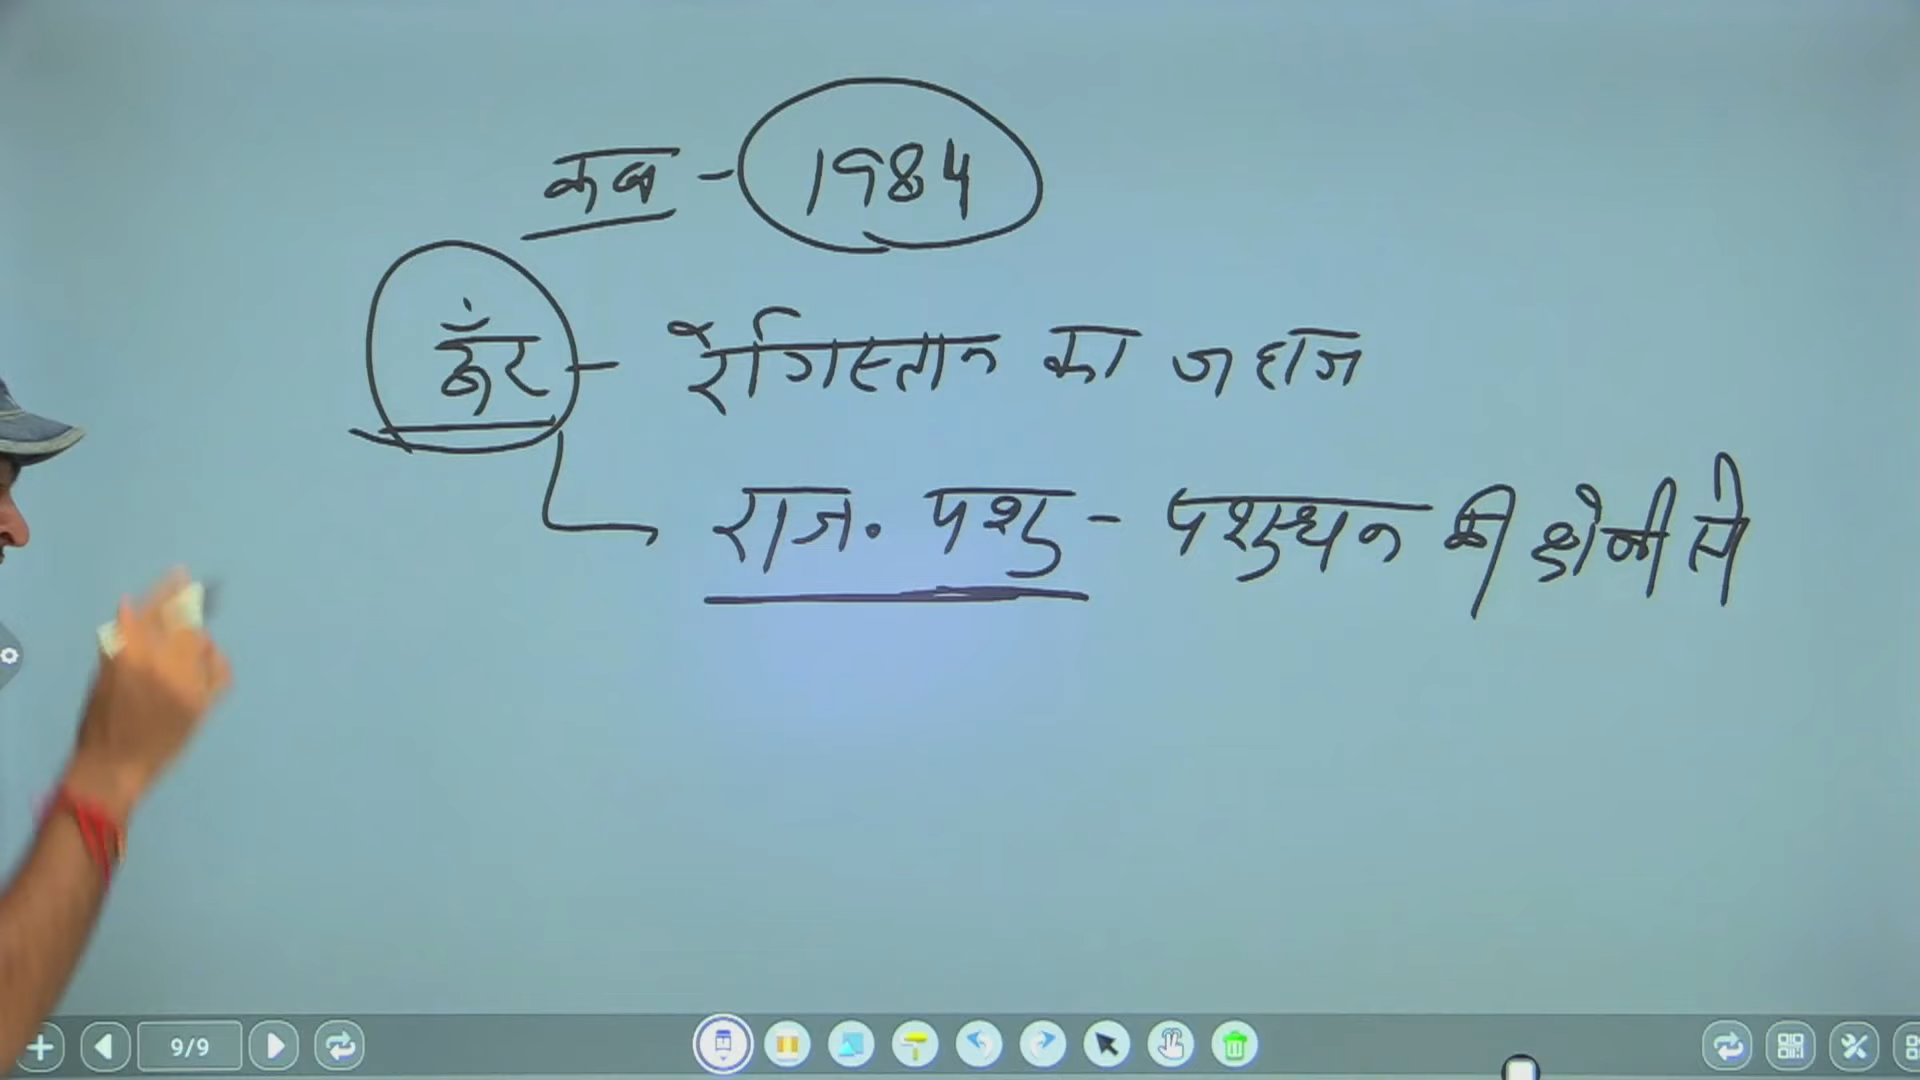 कब - 1984
ऊँट - रेगिस्तान का जहाज
राज. पशु - पशुधन की श्रेणी से
9/9